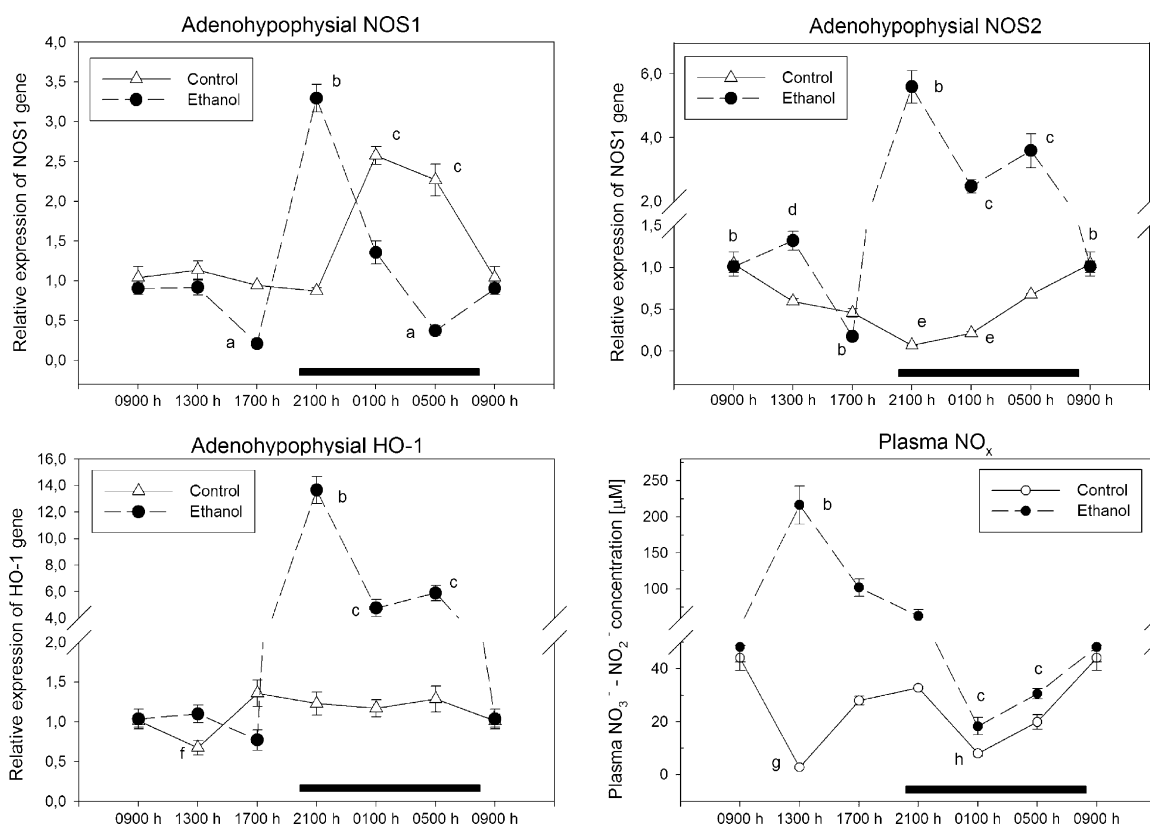 Adenohypophysial NOS1
4,0
3,5
3,0
2,5
2,0
1,5
1,0
0,5
0,0
Relative expression of NOS1 gene
Control
Ethanol
a
b
c
c
a
0900 h 1300 h 1700 h 2100 h 0100 h 0500 h 0900 h
Adenohypophysial NOS2
6,0
4,0
2,0
1,5
1,0
0,5
0,0
Relative expression of NOS1 gene
Control
Ethanol
b
d
b
b
c
c
b
e
e
0900 h 1300 h 1700 h 2100 h 0100 h 0500 h 0900 h
Adenohypophysial HO-1
16,0
14,0
12,0
10,0
8,0
6,0
4,0
2,0
1,5
1,0
0,5
0,0
Relative expression of HO-1 gene
Control
Ethanol
f
b
c
c
0900 h 1300 h 1700 h 2100 h 0100 h 0500 h 0900 h
Plasma NOx
250
225
200
150
100
40
20
0
Plasma NO3- - NO2- concentration [µM]
Control
Ethanol
b
g
c
c
h
0900 h 1300 h 1700 h 2100 h 0100 h 0500 h 0900 h